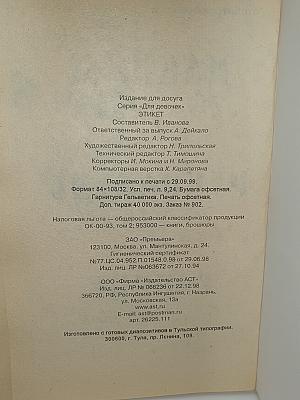 Издание для досуга
Серия «Для девочек»
ЭТИКЕТ
Составитель В. Иванова
Ответственный за выпуск А. Дейкало
Редактор А. Рогова
Художественный редактор Н. Трипольская
Технический редактор Т. Тимошина
Корректоры И. Мокина и Н. Миронова
Компьютерная верстка Х. Карапетяна
Подписано к печати с 29.09.99.
Формат 84×108/32. Усл. печ. л. 9,24. Бумага офсетная.
Гарнитура Гельветика. Печать офсетная.
Доп. тираж 40 000 экз. Заказ № 902.
Налоговая льгота — общероссийский классификатор продукции
ОК-00-93, том 2; 953000 — книги, брошюры
ЗАО «Премьера»
123100, Москва, ул. Мантулинская, д. 24.
Гигиенический сертификат
№77.ЦС.04.952.П.01548.0.98 от 29.06.98
Изд. лиц. ЛР №063672 от 27.10.94
ООО «Фирма «Издательство АСТ»
Изд. лиц. ЛР № 066236 от 22.12.98
366720, РФ, Республика Ингушетия, г. Назрань,
ул. Московская, 13а
www.ast.ru
E-mail: ast@postman.ru
арт. 26225.111
Изготовлено с готовых диапозитивов в Тульской типографии.
300600, г. Тула, пр. Ленина, 109.